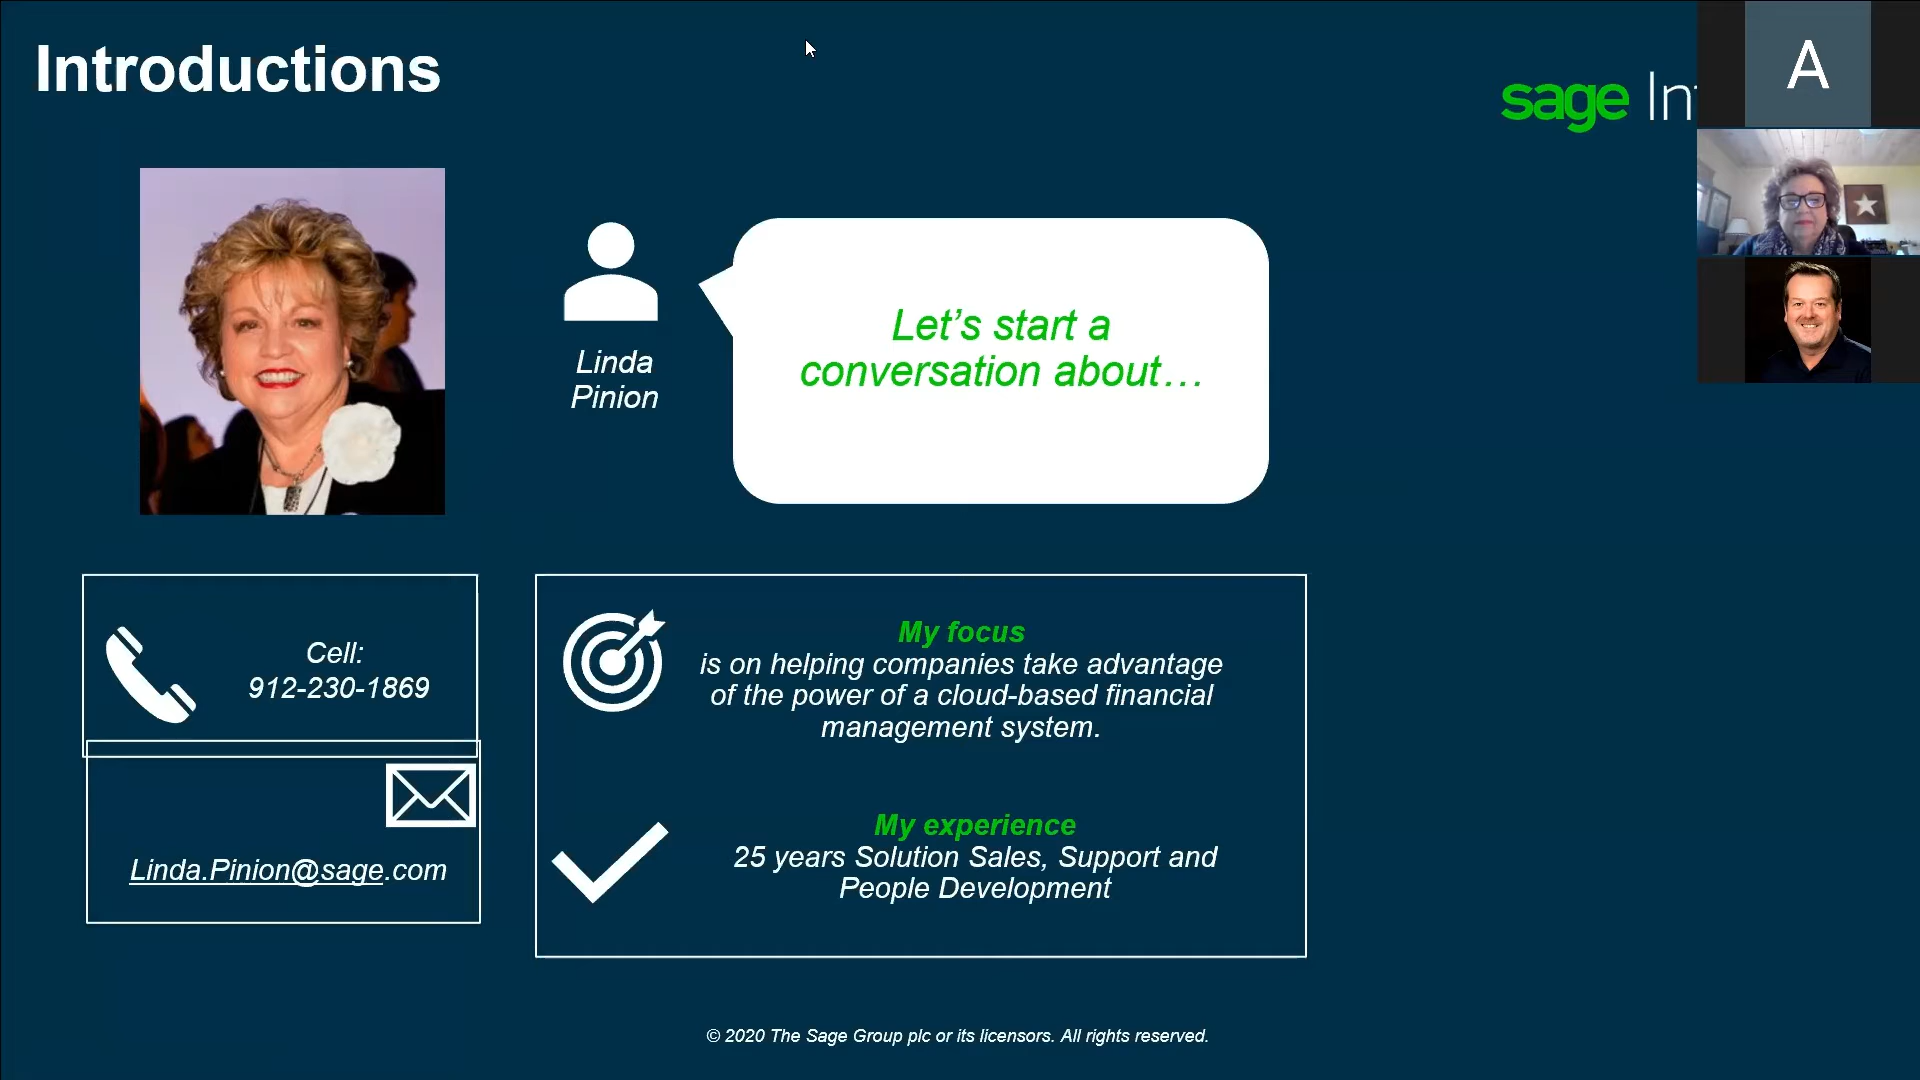 Introductions
sage Int
A
Let’s start a
conversation about…
Linda
Pinion
Cell:
912-230-1869
Linda.Pinion@sage.com
My focus
is on helping companies take advantage
of the power of a cloud-based financial
management system.
My experience
25 years Solution Sales, Support and
People Development
© 2020 The Sage Group plc or its licensors. All rights reserved.